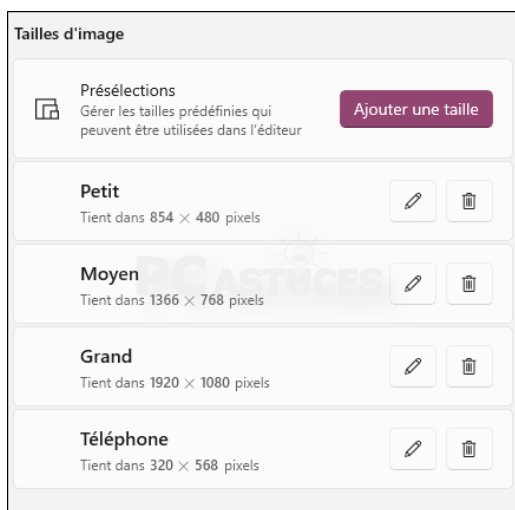 Tailles d'image
Présélections
Gérer les tailles prédéfinies qui
peuvent être utilisées dans l'éditeur
Ajouter une taille
Petit
Tient dans 854 × 480 pixels
Moyen
Tient dans 1366 × 768 pixels
PC ASTUCES
Grand
Tient dans 1920 × 1080 pixels
Téléphone
Tient dans 320 × 568 pixels